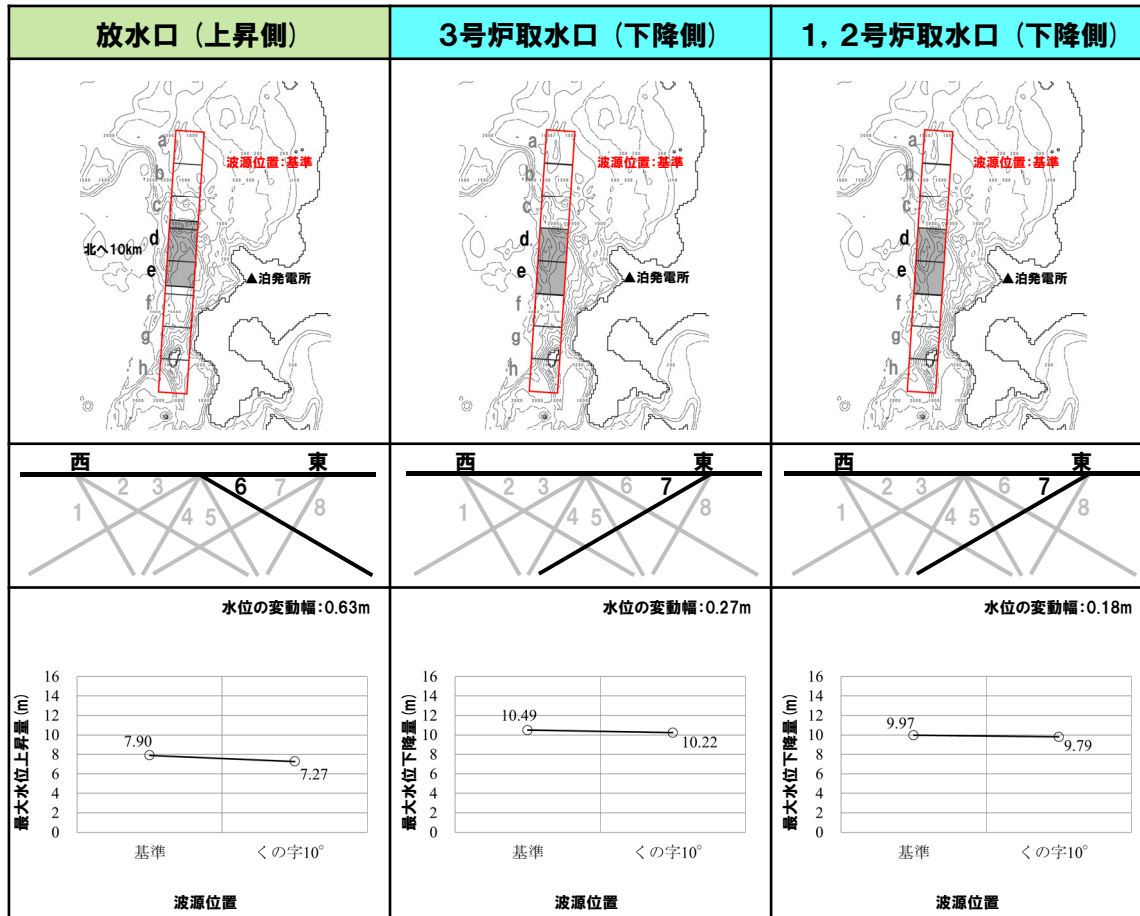 放水口（上昇側）
3号炉取水口（下降側）
1，2号炉取水口（下降側）
a
b
c
d
e
f
g
h
波源位置:基準
北へ10km
▲泊発電所
a
b
c
d
e
f
g
h
波源位置:基準
▲泊発電所
a
b
c
d
e
f
g
h
波源位置:基準
▲泊発電所
西 東
1 2 3 4 5 6 7 8
西 東
1 2 3 4 5 6 7 8
西 東
1 2 3 4 5 6 7 8
水位の変動幅:0.63m
最大水位上昇量(m)
16
14
12
10
8
6
4
2
0
7.90
7.27
基準 くの字10°
波源位置
水位の変動幅:0.27m
最大水位下降量(m)
16
14
12
10
8
6
4
2
0
10.49
10.22
基準 くの字10°
波源位置
水位の変動幅:0.18m
最大水位下降量(m)
16
14
12
10
8
6
4
2
0
9.97
9.79
基準 くの字10°
波源位置